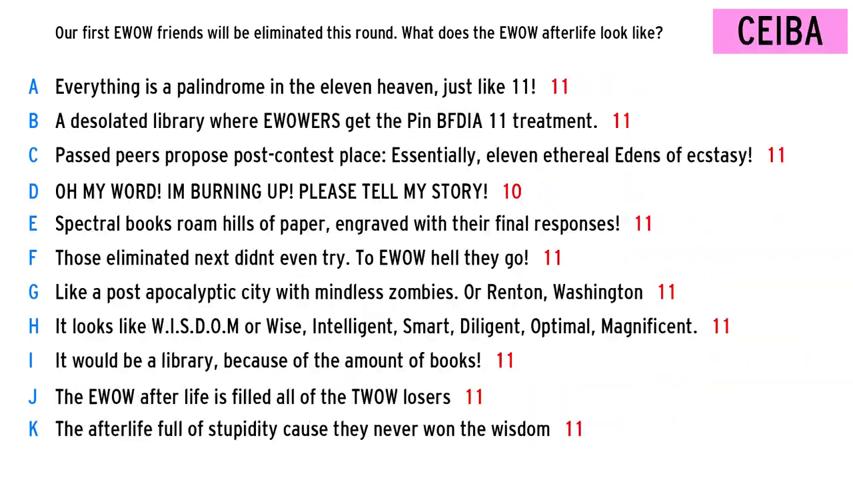 Our first EWOW friends will be eliminated this round. What does the EWOW afterlife look like?
CEIBA
A Everything is a palindrome in the eleven heaven, just like 11! 11
B A desolated library where EWOWERS get the Pin BFDIA 11 treatment. 11
C Passed peers propose post-contest place: Essentially, eleven ethereal Edens of ecstasy! 11
D OH MY WORD! IM BURNING UP! PLEASE TELL MY STORY! 10
E Spectral books roam hills of paper, engraved with their final responses! 11
F Those eliminated next didnt even try. To EWOW hell they go! 11
G Like a post apocalyptic city with mindless zombies. Or Renton, Washington 11
H It looks like W.I.S.D.O.M or Wise, Intelligent, Smart, Diligent, Optimal, Magnificent. 11
I It would be a library, because of the amount of books! 11
J The EWOW after life is filled all of the TWOW losers 11
K The afterlife full of stupidity cause they never won the wisdom 11